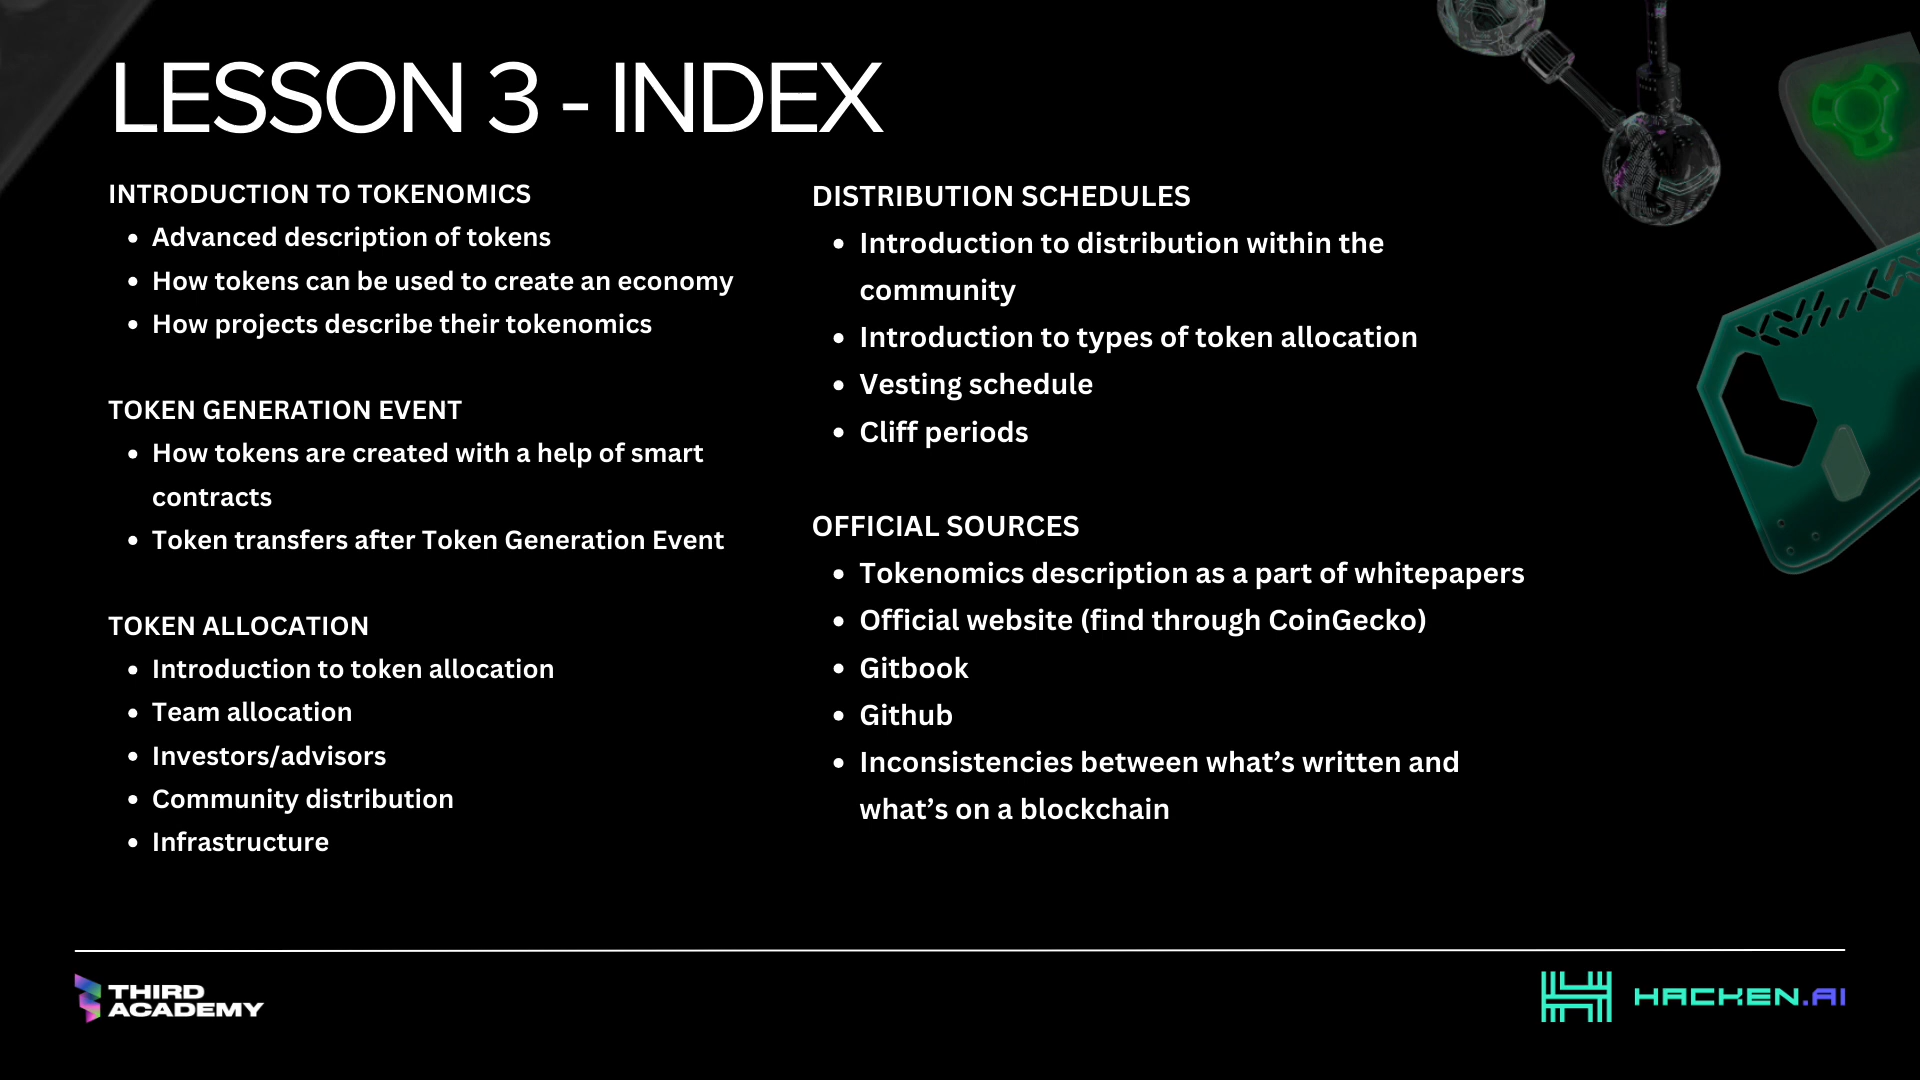 LESSON 3 - INDEX
INTRODUCTION TO TOKENOMICS
• Advanced description of tokens
• How tokens can be used to create an economy
• How projects describe their tokenomics
TOKEN GENERATION EVENT
• How tokens are created with a help of smart
contracts
• Token transfers after Token Generation Event
TOKEN ALLOCATION
• Introduction to token allocation
• Team allocation
• Investors/advisors
• Community distribution
• Infrastructure
DISTRIBUTION SCHEDULES
• Introduction to distribution within the
community
• Introduction to types of token allocation
• Vesting schedule
• Cliff periods
OFFICIAL SOURCES
• Tokenomics description as a part of whitepapers
• Official website (find through CoinGecko)
• Gitbook
• Github
• Inconsistencies between what’s written and
what’s on a blockchain
THIRD
ACADEMY
HACKEN.AI